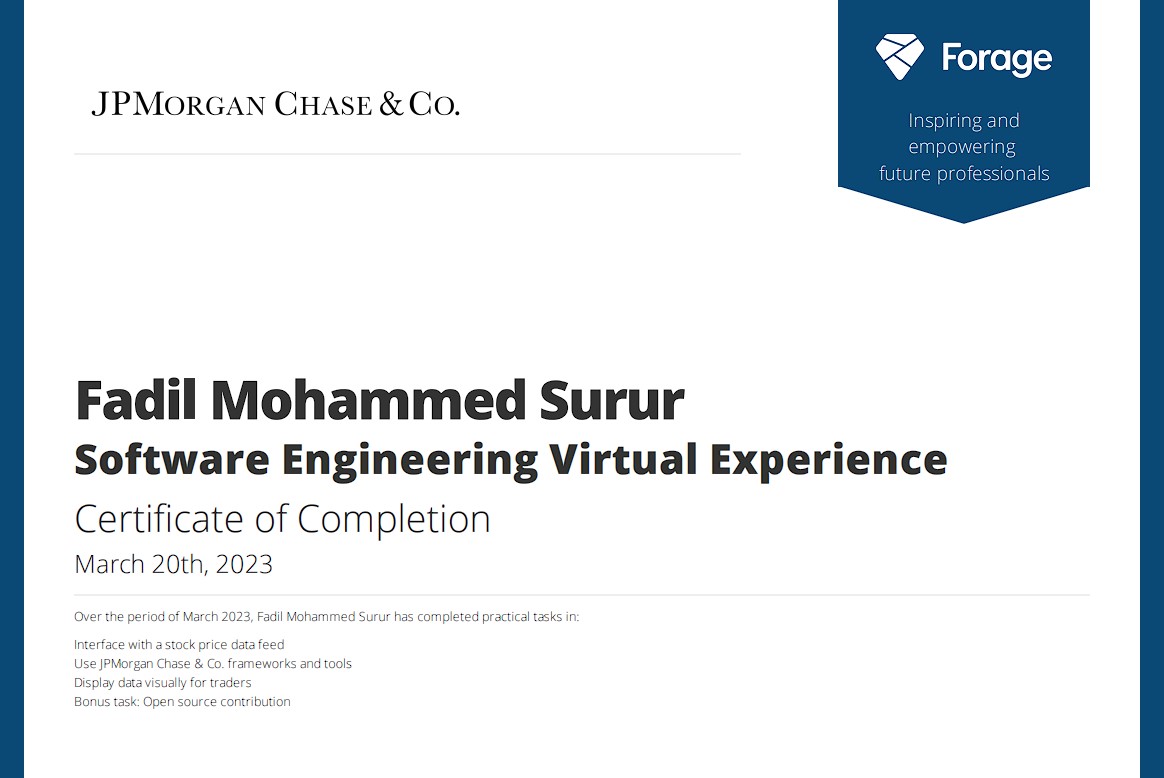 JPMORGAN CHASE & CO.
Forage
Inspiring and
empowering
future professionals
Fadil Mohammed Surur
Software Engineering Virtual Experience
Certificate of Completion
March 20th, 2023
Over the period of March 2023, Fadil Mohammed Surur has completed practical tasks in:
Interface with a stock price data feed
Use JPMorgan Chase & Co. frameworks and tools
Display data visually for traders
Bonus task: Open source contribution